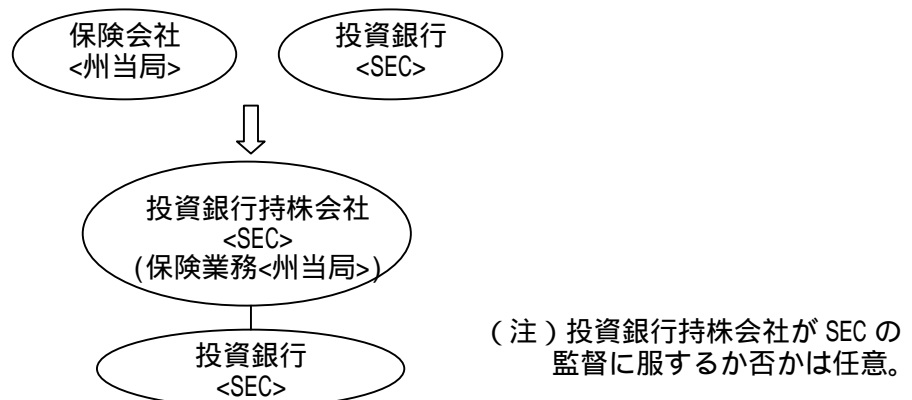 保険会社
<州当局>
投資銀行
<SEC>
投資銀行持株会社
<SEC>
(保険業務<州当局>)
投資銀行
<SEC>
(注)投資銀行持株会社が SEC の
監督に服するか否かは任意。